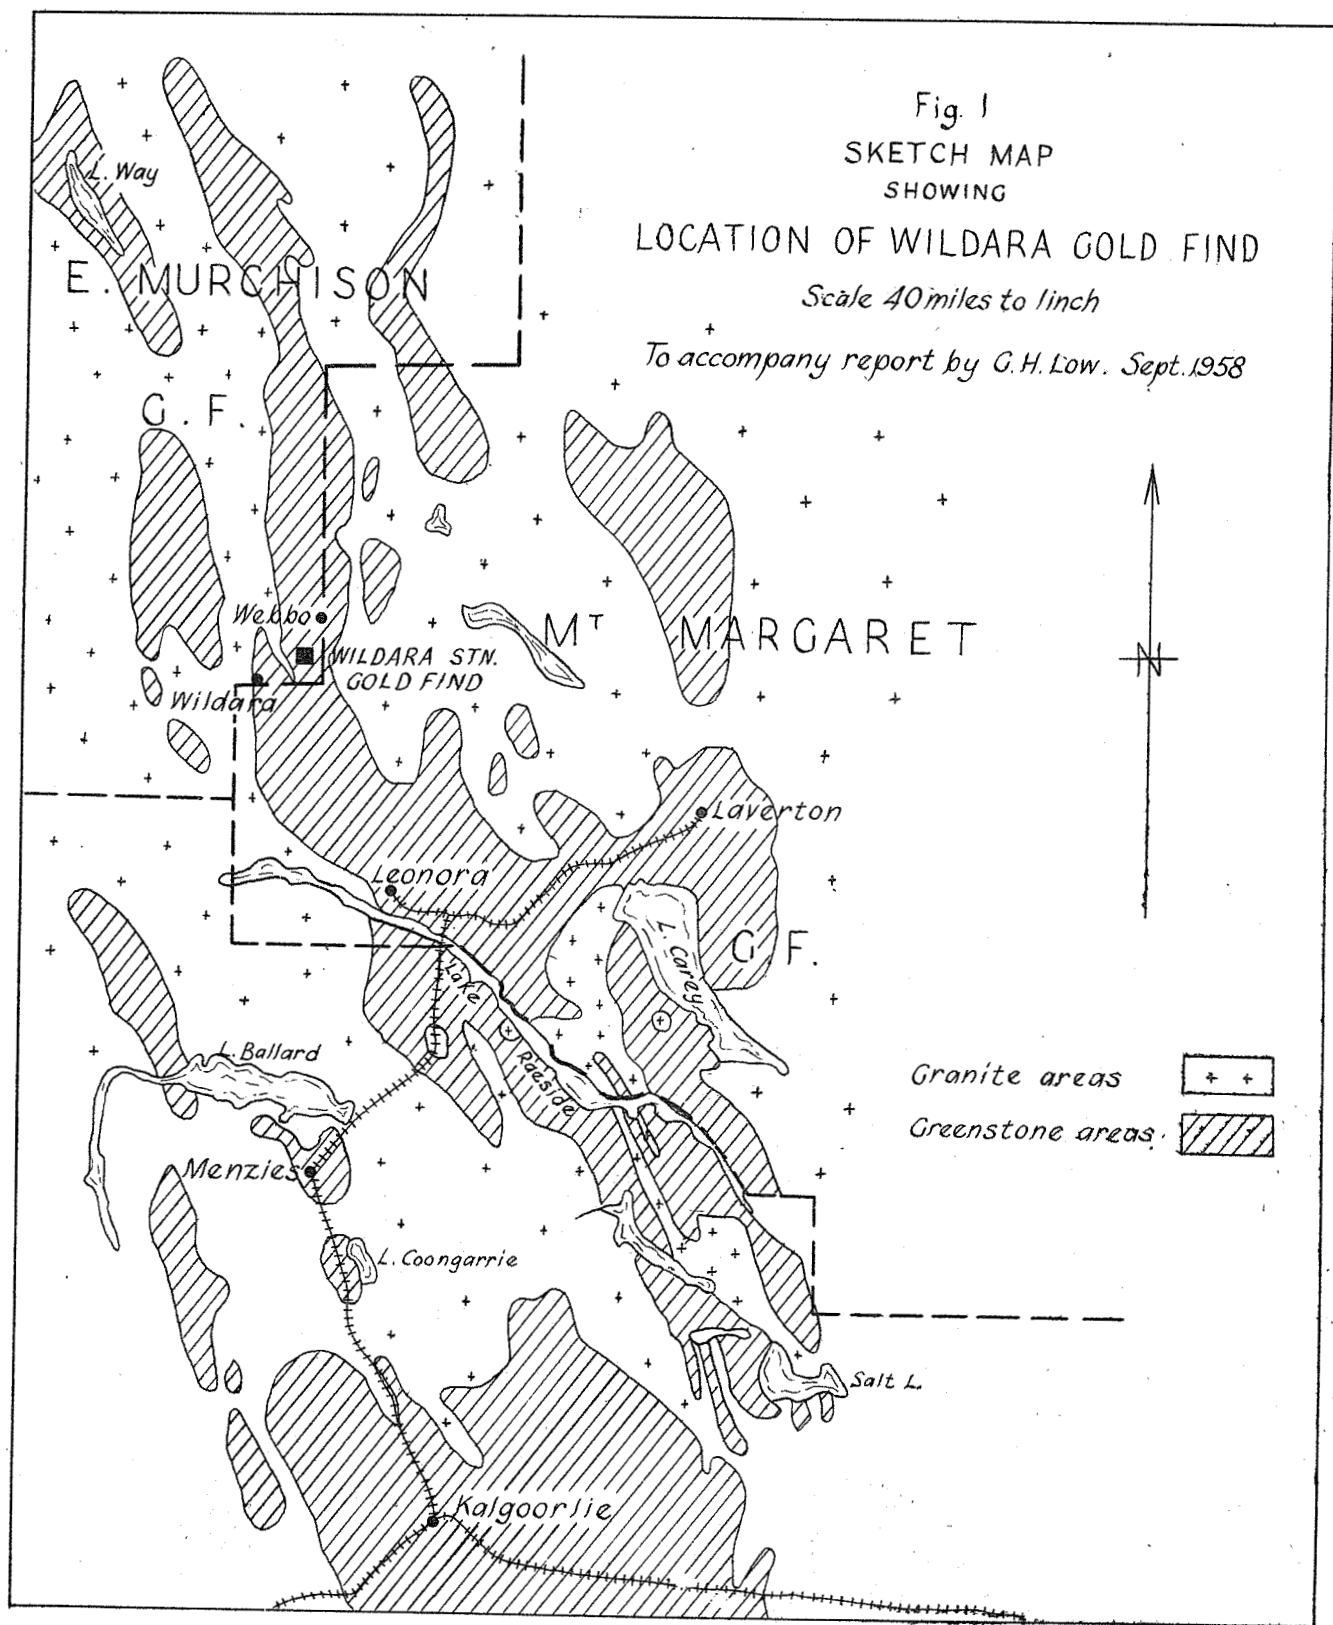 Fig. 1
SKETCH MAP
SHOWING
LOCATION OF WILDARA GOLD FIND
Scale 40 miles to 1 inch
To accompany report by G.H. Low. Sept. 1958
L. Way
E. MURCHISON
G. F.
Webbo
MT MARGARET
WILDARA STN.
GOLD FIND
Wildara
Laverton
Leonora
L. Carey
G F.
Lake
Raeside
N
L. Ballard
Granite areas
Greenstone areas.
Menzies
L. Coongarrie
Salt L.
Kalgoorlie